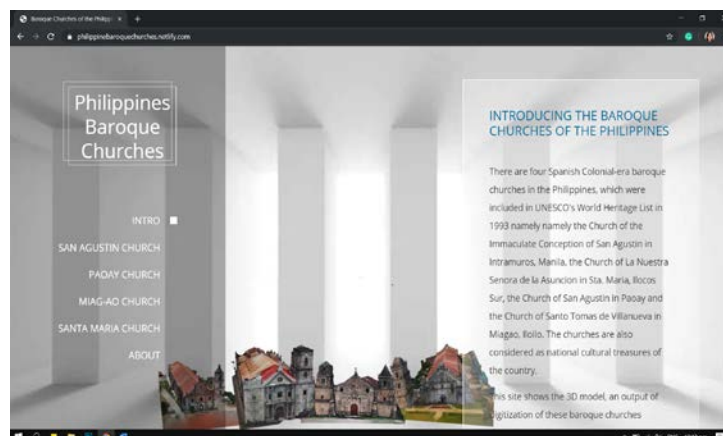 Baroque Churches of the Philippi
philippinebaroquechurches.netlify.com
Philippines
Baroque
Churches
INTRO
SAN AGUSTIN CHURCH
PAOAY CHURCH
MIAG-AO CHURCH
SANTA MARIA CHURCH
ABOUT
INTRODUCING THE BAROQUE
CHURCHES OF THE PHILIPPINES
There are four Spanish Colonial-era baroque
churches in the Philippines, which were
included in UNESCO's World Heritage List in
1993 namely namely the Church of the
Immaculate Conception of San Agustin in
Intramuros, Manila, the Church of La Nuestra
Senora de la Asuncion in Sta. Maria, Ilocos
Sur, the Church of San Agustin in Paoay and
the Church of Santo Tomas de Villanueva in
Miagao, Iloilo. The churches are also
considered as national cultural treasures of
the country.
This site shows the 3D model, an output of
digitization of these baroque churches